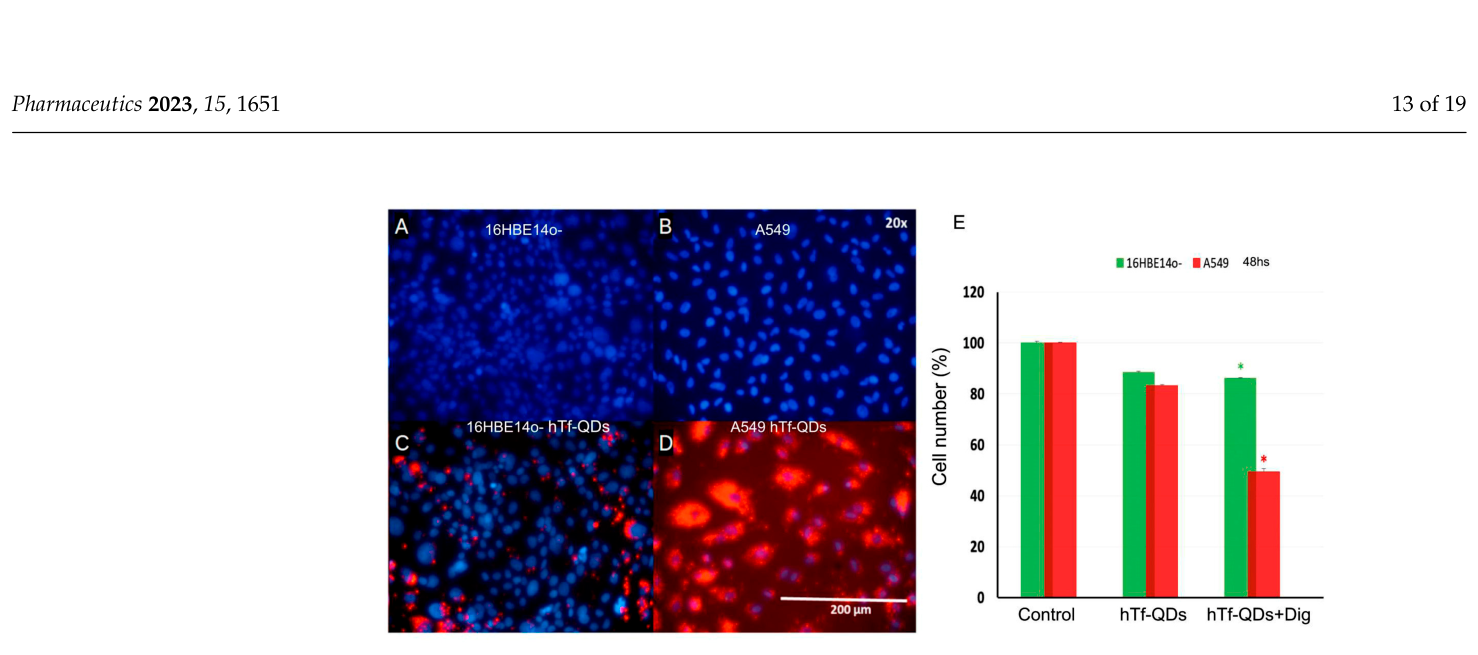 Pharmaceutics 2023, 15, 1651
13 of 19
A
16HBE14o-
B
A549
20x
C
16HBE14o- hTf-QDs
D
A549 hTf-QDs
200 µm
E
16HBE14o- A549 48hs
Cell number (%)
120
100
80
60
40
20
0
*
*
Control hTf-QDs hTf-QDs+Dig